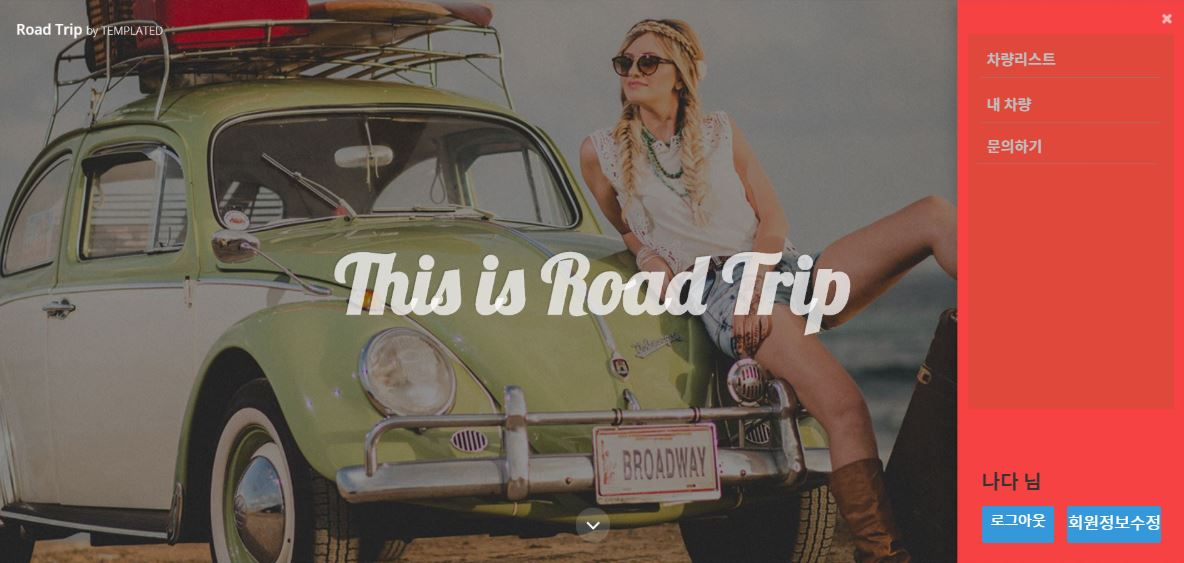 Road Trip by TEMPLATED
차량리스트
내 차량
문의하기
This is Road Trip
BROADWAY
나다 님
로그아웃 회원정보수정